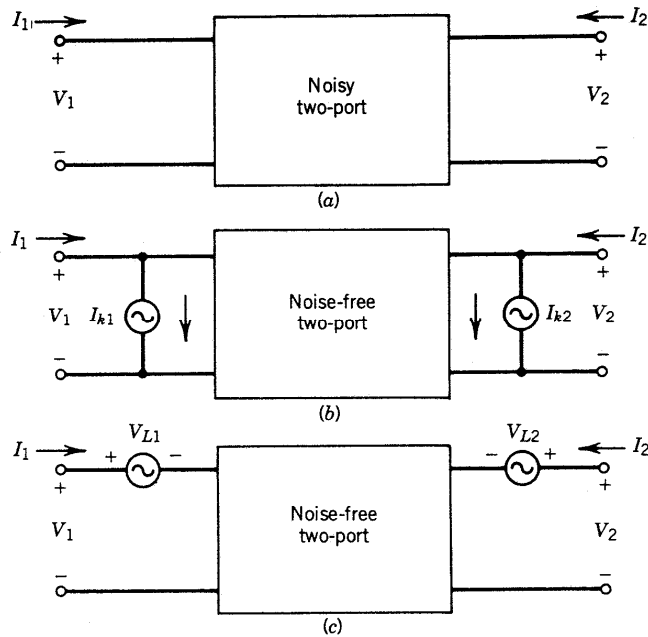 I1 I2
+ +
V1 Noisy two-port V2
− −
(a)
I1 I2
+ +
V1 Ik1 Noise-free two-port Ik2 V2
− −
(b)
I1 VL1 VL2 I2
+ − − +
+ +
V1 Noise-free two-port V2
− −
(c)